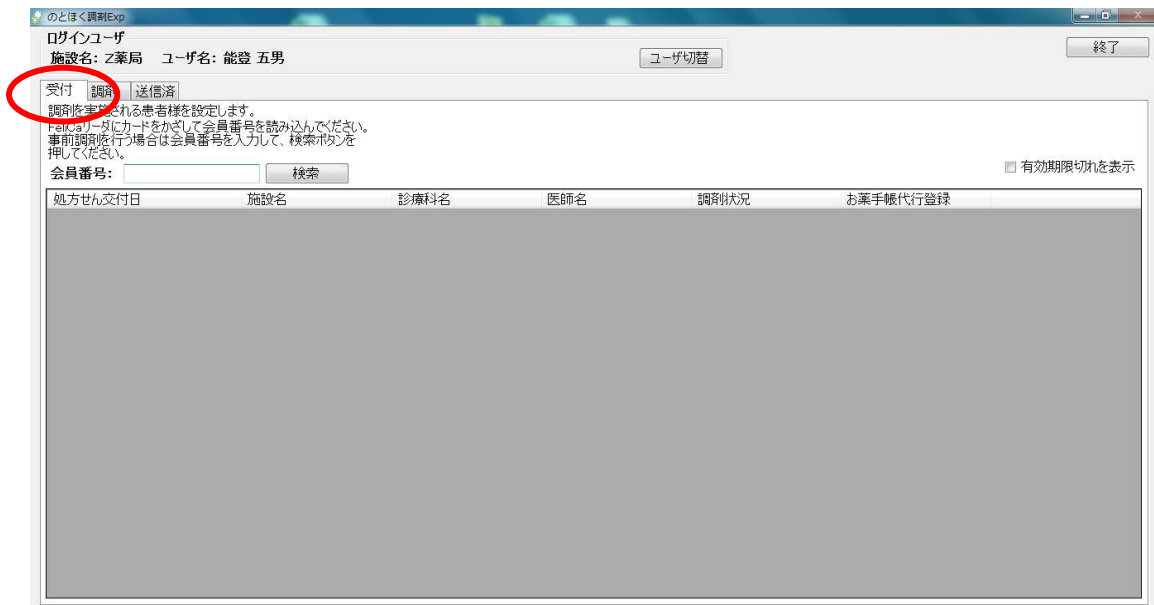 のとほく調剤Exp
ログインユーザ
施設名: Z薬局 ユーザ名: 能登 五男
ユーザ切替
終了
受付 調剤 送信済
調剤を実施される患者様を設定します。
FeliCaリーダにカードをかざして会員番号を読み込んでください。
事前調剤を行う場合は会員番号を入力して、検索ボタンを
押してください。
会員番号:
検索
有効期限切れを表示
処方せん交付日 施設名 診療科名 医師名 調剤状況 お薬手帳代行登録